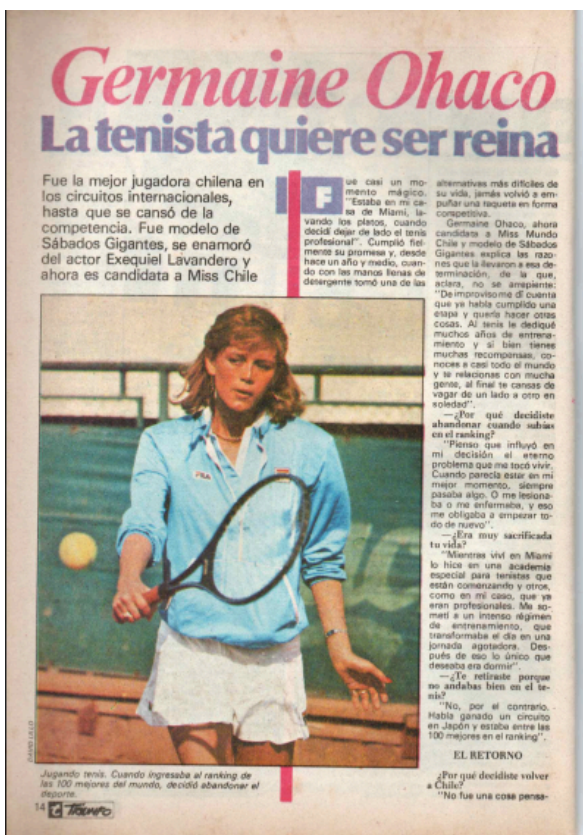 Germaine Ohaco
La tenista quiere ser reina
Fue la mejor jugadora chilena en
los circuitos internacionales,
hasta que se cansó de la
competencia. Fue modelo de
Sábados Gigantes, se enamoró
del actor Exequiel Lavandero y
ahora es candidata a Miss Chile
Fue casi un mo-
mento mágico.
"Estaba en mi ca-
sa de Miami, la-
vando los platos, cuando
decidí dejar de lado el tenis
profesional". Cumplió fiel-
mente su promesa y, desde
hace un año y medio, cuan-
do con las manos llenas de
detergente tomó una de las
alternativas más difíciles de
su vida, jamás volvió a em-
puñar una raqueta en forma
competitiva.
Germaine Ohaco, ahora
candidata a Miss Mundo
Chile y modelo de Sábados
Gigantes explica las razo-
nes que la llevaron a esa de-
terminación, de la que,
aclara, no se arrepiente:
"De improviso me di cuenta
que ya había cumplido una
etapa y quería hacer otras
cosas. Al tenis le dediqué
muchos años de entrena-
miento y si bien tienes
muchas recompensas, co-
noces a casi todo el mundo
y te relacionas con mucha
gente, al final te cansas de
vagar de un lado a otro en
soledad".
—¿Por qué decidiste
abandonar cuando subías
en el ranking?
"Pienso que influyó en
mi decisión el eterno
problema que me tocó vivir.
Cuando parecía estar en mi
mejor momento, siempre
pasaba algo. O me lesiona-
ba o me enfermaba, y eso
me obligaba a empezar to-
do de nuevo".
—¿Era muy sacrificada
tu vida?
"Mientras viví en Miami
lo hice en una academia
especial para tenistas que
están comenzando y otros,
como en mi caso, que ya
eran profesionales. Me so-
metí a un intenso régimen
de entrenamiento, que
transformaba el día en una
jornada agotadora. Des-
pués de eso lo único que
deseaba era dormir".
—¿Te retiraste porque
no andabas bien en el te-
nis?
"No, por el contrario.
Había ganado un circuito
en Japón y estaba entre las
100 mejores en el ranking".
EL RETORNO
¿Por qué decidiste volver
a Chile?
"No fue una cosa pensa-
FILA
DAVID LILLO
Jugando tenis. Cuando ingresaba al ranking de
las 100 mejores del mundo, decidió abandonar el
deporte.
14 TRIUNFO